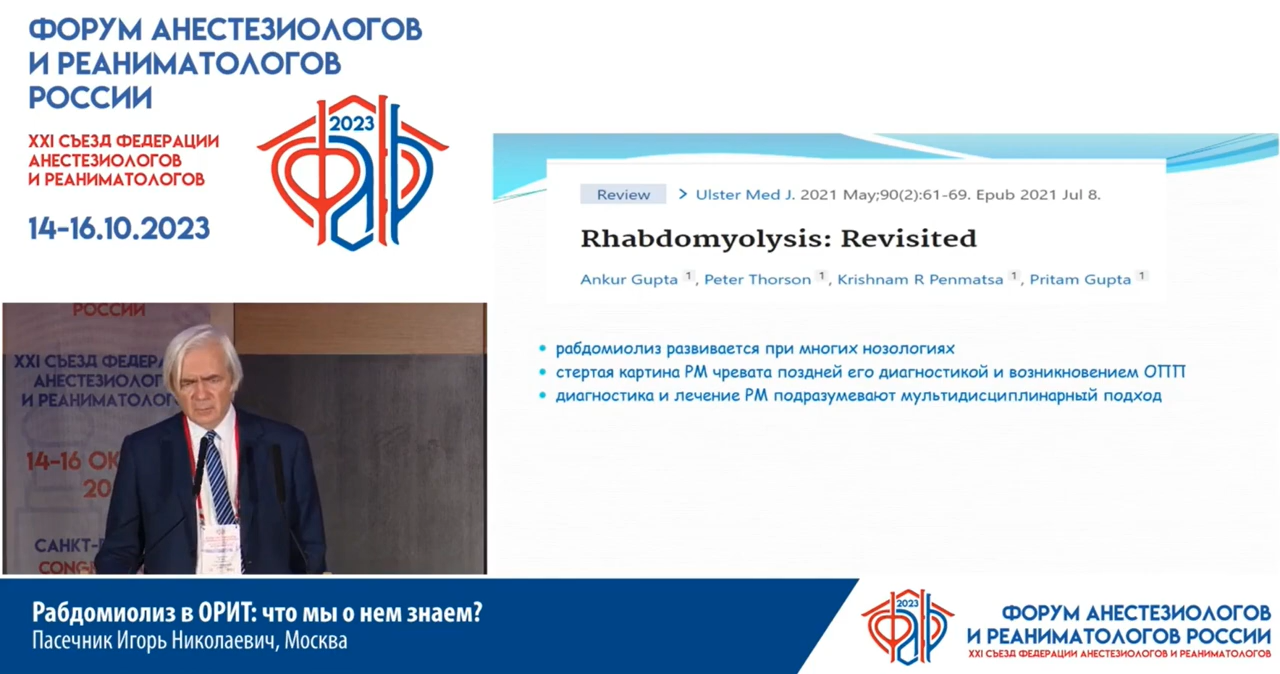 ФОРУМ АНЕСТЕЗИОЛОГОВ
И РЕАНИМАТОЛОГОВ
РОССИИ
XXI СЪЕЗД ФЕДЕРАЦИИ
АНЕСТЕЗИОЛОГОВ
И РЕАНИМАТОЛОГОВ
14-16.10.2023
2023
Review > Ulster Med J. 2021 May;90(2):61-69. Epub 2021 Jul 8.
Rhabdomyolysis: Revisited
Ankur Gupta 1, Peter Thorson 1, Krishnam R Penmatsa 1, Pritam Gupta 1
• рабдомиолиз развивается при многих нозологиях
• стертая картина РМ чревата поздней его диагностикой и возникновением ОПП
• диагностика и лечение РМ подразумевают мультидисциплинарный подход
РОССИИ
XXI СЪЕЗД ФЕДЕРА
АНЕСТЕЗИОЛОГ
И РЕАНИМАТОЛОГ
14-16 ОК
20
САНКТ-
CONG
Рабдомиолиз в ОРИТ: что мы о нем знаем?
Пасечник Игорь Николаевич, Москва
2023
ФОРУМ АНЕСТЕЗИОЛОГОВ
И РЕАНИМАТОЛОГОВ РОССИИ
XXI СЪЕЗД ФЕДЕРАЦИИ АНЕСТЕЗИОЛОГОВ И РЕАНИМАТОЛОГОВ